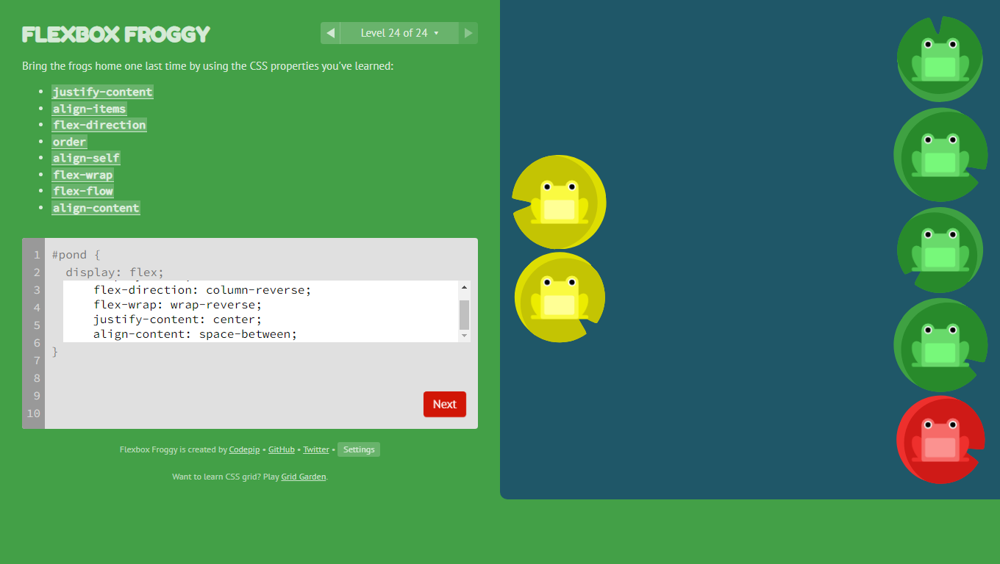 FLEXBOX FROGGY
Level 24 of 24
Bring the frogs home one last time by using the CSS properties you've learned:
justify-content
align-items
flex-direction
order
align-self
flex-wrap
flex-flow
align-content
1 #pond {
2 display: flex;
3 flex-direction: column-reverse;
4 flex-wrap: wrap-reverse;
5 justify-content: center;
6 align-content: space-between;
7 }
8
9
10
Next
Flexbox Froggy is created by Codepip • GitHub • Twitter • Settings
Want to learn CSS grid? Play Grid Garden.